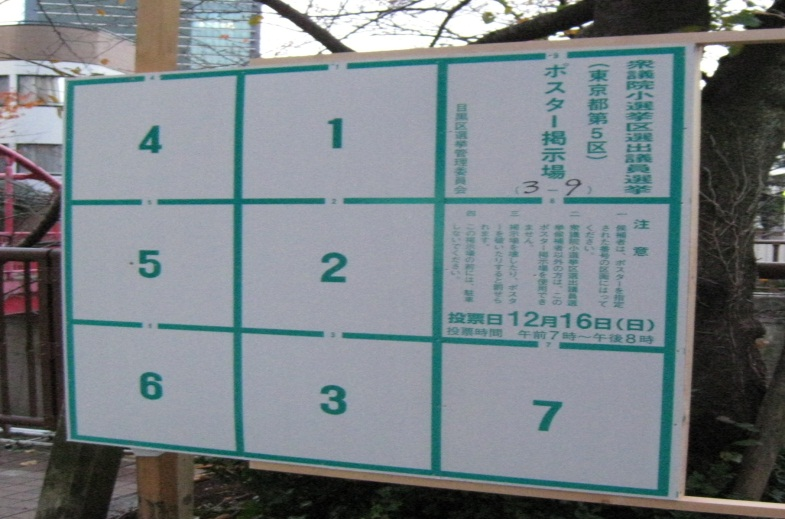 衆議院小選挙区選出議員選挙
（東京都第5区）
ポスター掲示場
（3－9）
目黒区選挙管理委員会
注意
一 候補者は、ポスターを指定
された番号の区画にはって
ください。
二 衆議院小選挙区選出議員選
挙候補者以外の方は、この
ポスター掲示場を使用できま
せん。
三 掲示場を壊したり、ポスタ
ーを破いたりすると罰せら
れます。
四 この掲示場の前には、駐車
しないでください。
投票日 12月16日(日)
投票時間 午前7時～午後8時
1
2
3
4
5
6
7